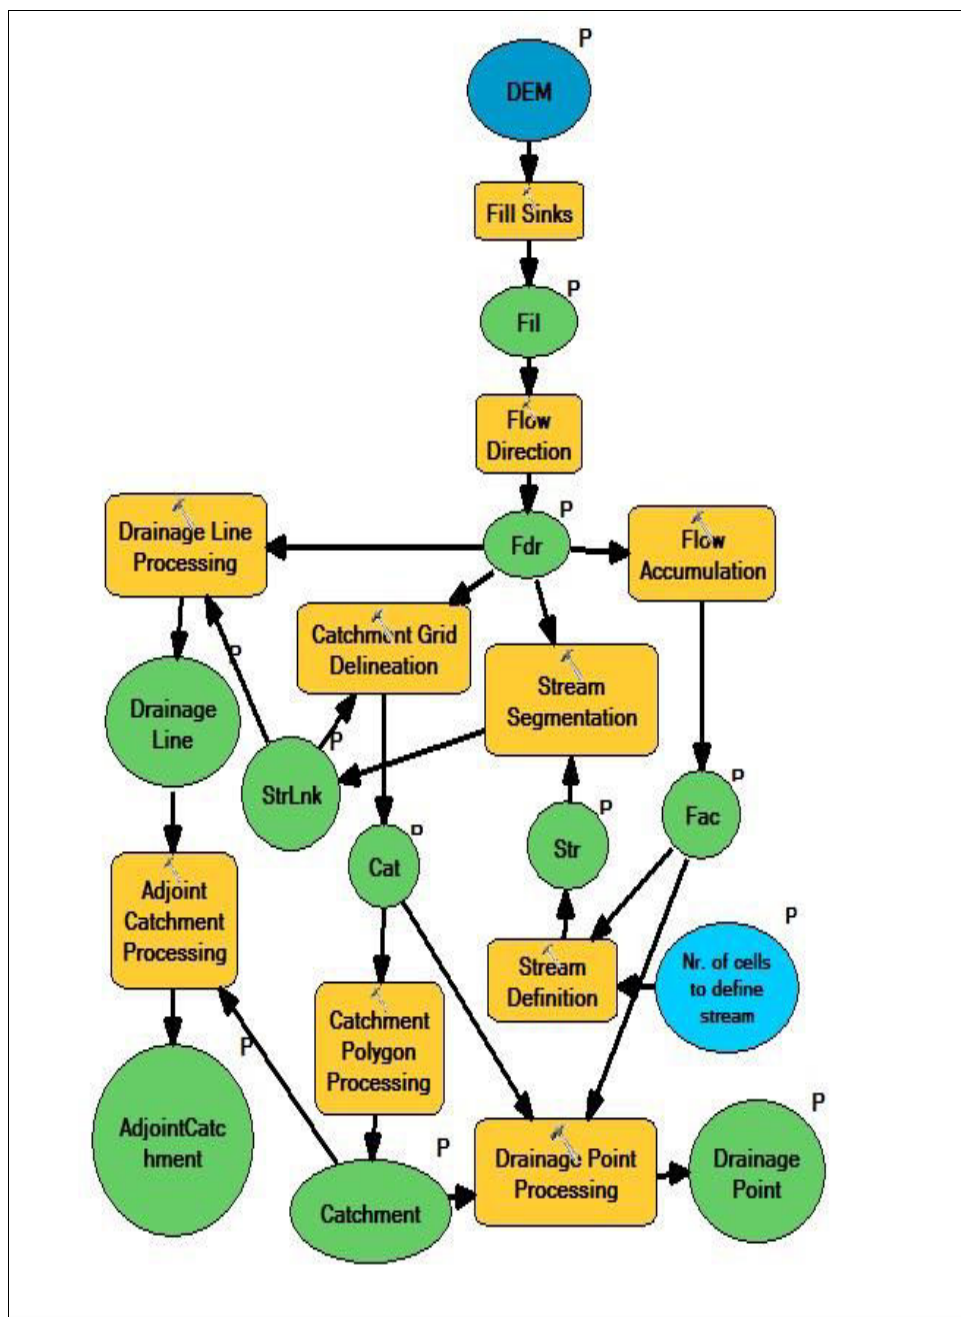 P
DEM
Fill Sinks
P
Fil
Flow
Direction
P
Fdr
Drainage Line
Processing
Flow
Accumulation
Catchment Grid
Delineation
Stream
Segmentation
P
Drainage
Line
P
StrLnk
P
Fac
P
Str
P
Cat
Adjoint
Catchment
Processing
P
Nr. of cells
to define
stream
Stream
Definition
Catchment
Polygon
Processing
P
AdjointCatc
hment
P
Catchment
Drainage Point
Processing
P
Drainage
Point